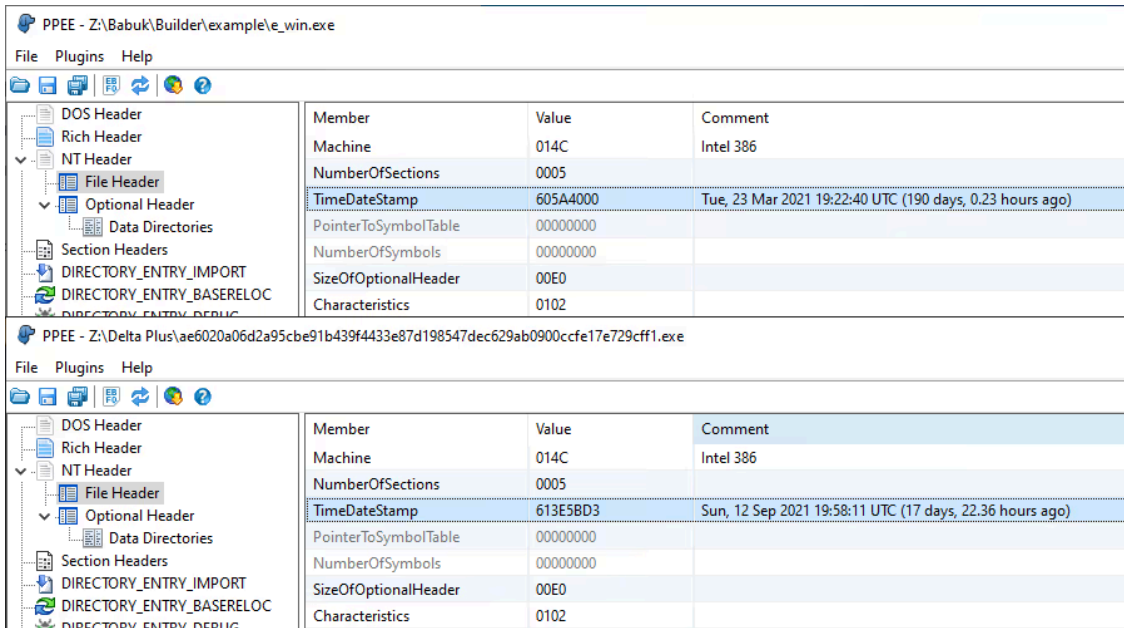 PPEE - Z:\Babuk\Builder\example\e_win.exe
File Plugins Help
DOS Header
Rich Header
NT Header
File Header
Optional Header
Data Directories
Section Headers
DIRECTORY_ENTRY_IMPORT
DIRECTORY_ENTRY_BASERELOC
DIRECTORY_ENTRY_DEBUG
Member Value Comment
Machine 014C Intel 386
NumberOfSections 0005
TimeDateStamp 605A4000 Tue, 23 Mar 2021 19:22:40 UTC (190 days, 0.23 hours ago)
PointerToSymbolTable 00000000
NumberOfSymbols 00000000
SizeOfOptionalHeader 00E0
Characteristics 0102
PPEE - Z:\Delta Plus\ae6020a06d2a95cbe91b439f4433e87d198547dec629ab0900ccfe17e729cff1.exe
File Plugins Help
DOS Header
Rich Header
NT Header
File Header
Optional Header
Data Directories
Section Headers
DIRECTORY_ENTRY_IMPORT
DIRECTORY_ENTRY_BASERELOC
DIRECTORY_ENTRY_DEBUG
Member Value Comment
Machine 014C Intel 386
NumberOfSections 0005
TimeDateStamp 613E5BD3 Sun, 12 Sep 2021 19:58:11 UTC (17 days, 22.36 hours ago)
PointerToSymbolTable 00000000
NumberOfSymbols 00000000
SizeOfOptionalHeader 00E0
Characteristics 0102